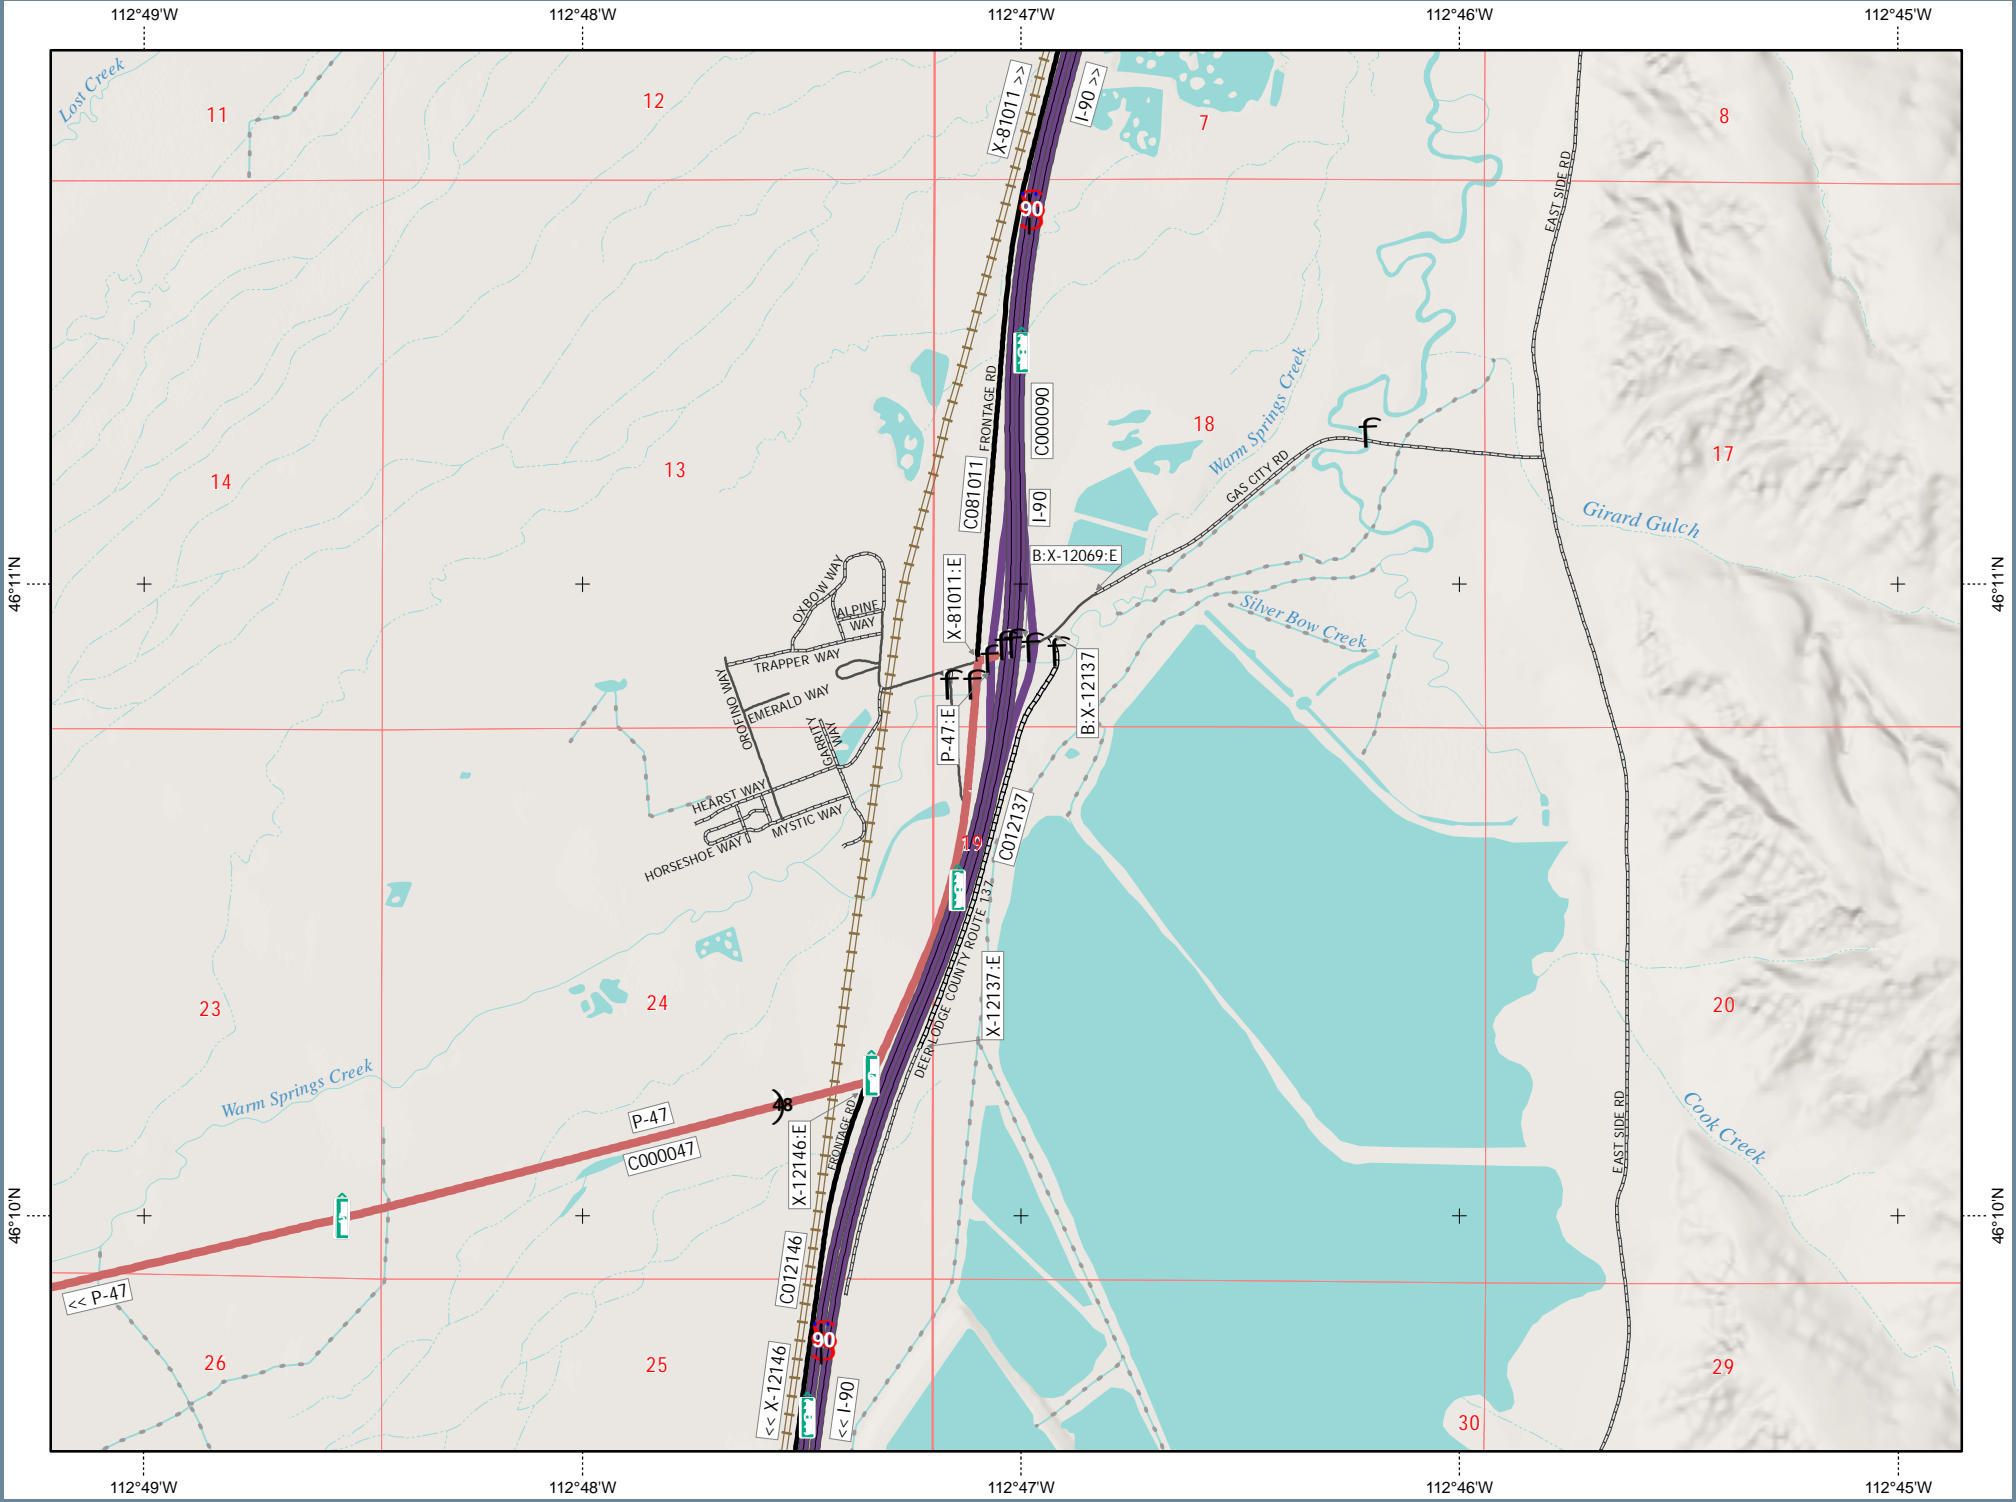 112°49'W
112°48'W
112°47'W
112°46'W
112°45'W
Lost Creek
11
12
X-81011 >>
I-90 >>
7
8
EAST SIDE RD
90
FRONTAGE RD
C000090
18
Warm Springs Creek
GAS CITY RD
17
14
13
C081011
I-90
Girard Gulch
46°11'N
46°11'N
X-81011:E
B:X-12069:E
OXBOW WAY
ALPINE
WAY
TRAPPER WAY
Silver Bow Creek
EMERALD WAY
OROFINO WAY
GARRITY
WAY
P-47:E
B:X-12137
HEARST WAY
MYSTIC WAY
HORSESHOE WAY
C012137
19
DEER LODGE COUNTY ROUTE 137
X-12137:E
23
24
20
Warm Springs Creek
48
P-47
C000047
X-12146:E
FRONTAGE RD
EAST SIDE RD
Cook Creek
46°10'N
46°10'N
<< P-47
C012146
90
26
25
<< X-12146
<< I-90
29
30
112°49'W
112°48'W
112°47'W
112°46'W
112°45'W